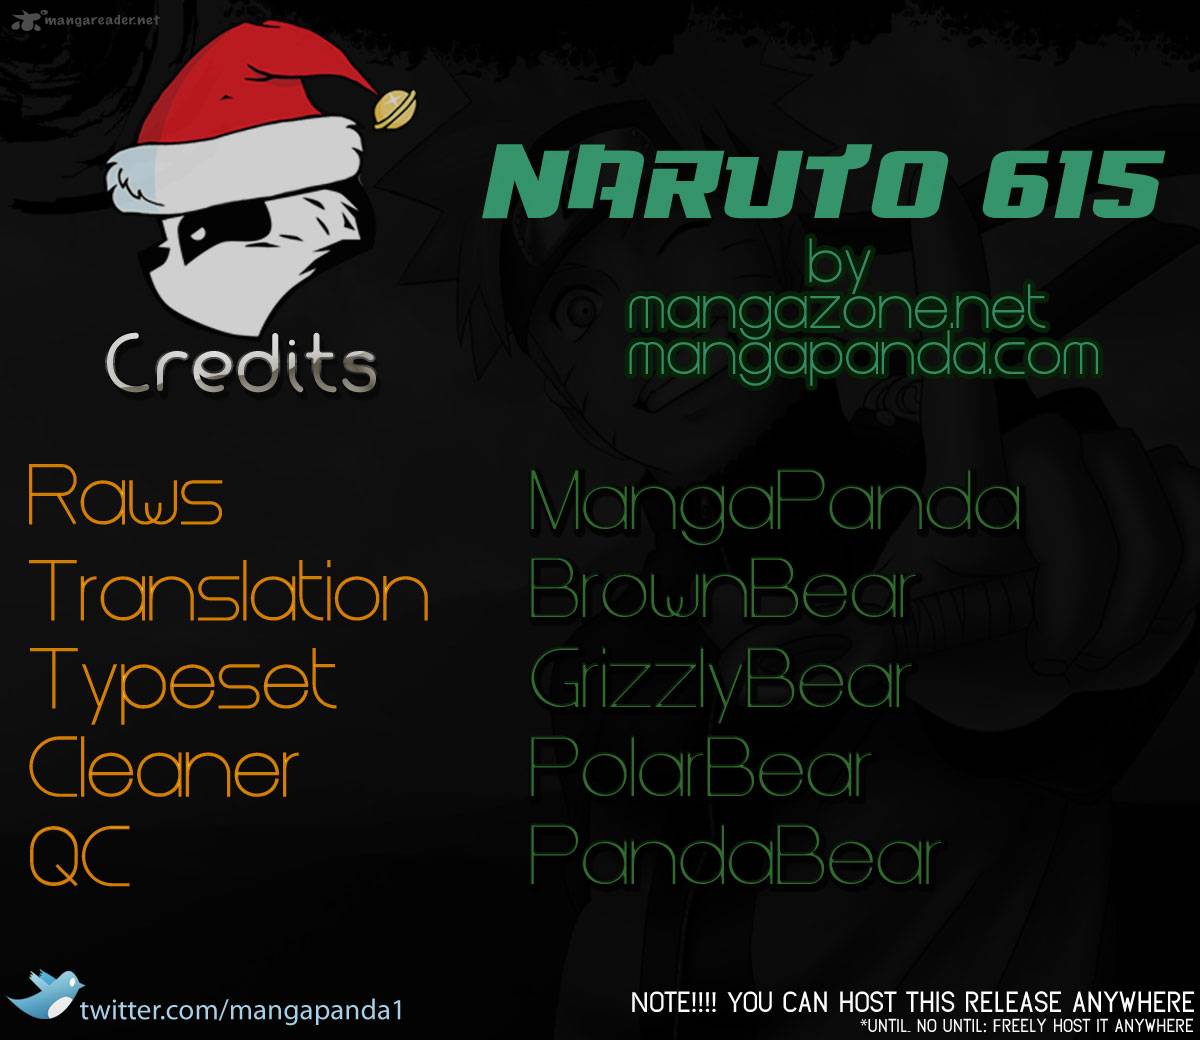 mangareader.net
NARUTO 615
by
mangazone.net
mangapanda.com
Credits
Raws MangaPanda
Translation BrownBear
Typeset GrizzlyBear
Cleaner PolarBear
QC PandaBear
twitter.com/mangapanda1
NOTE!!!! YOU CAN HOST THIS RELEASE ANYWHERE
*UNTIL. NO UNTIL: FREELY HOST IT ANYWHERE